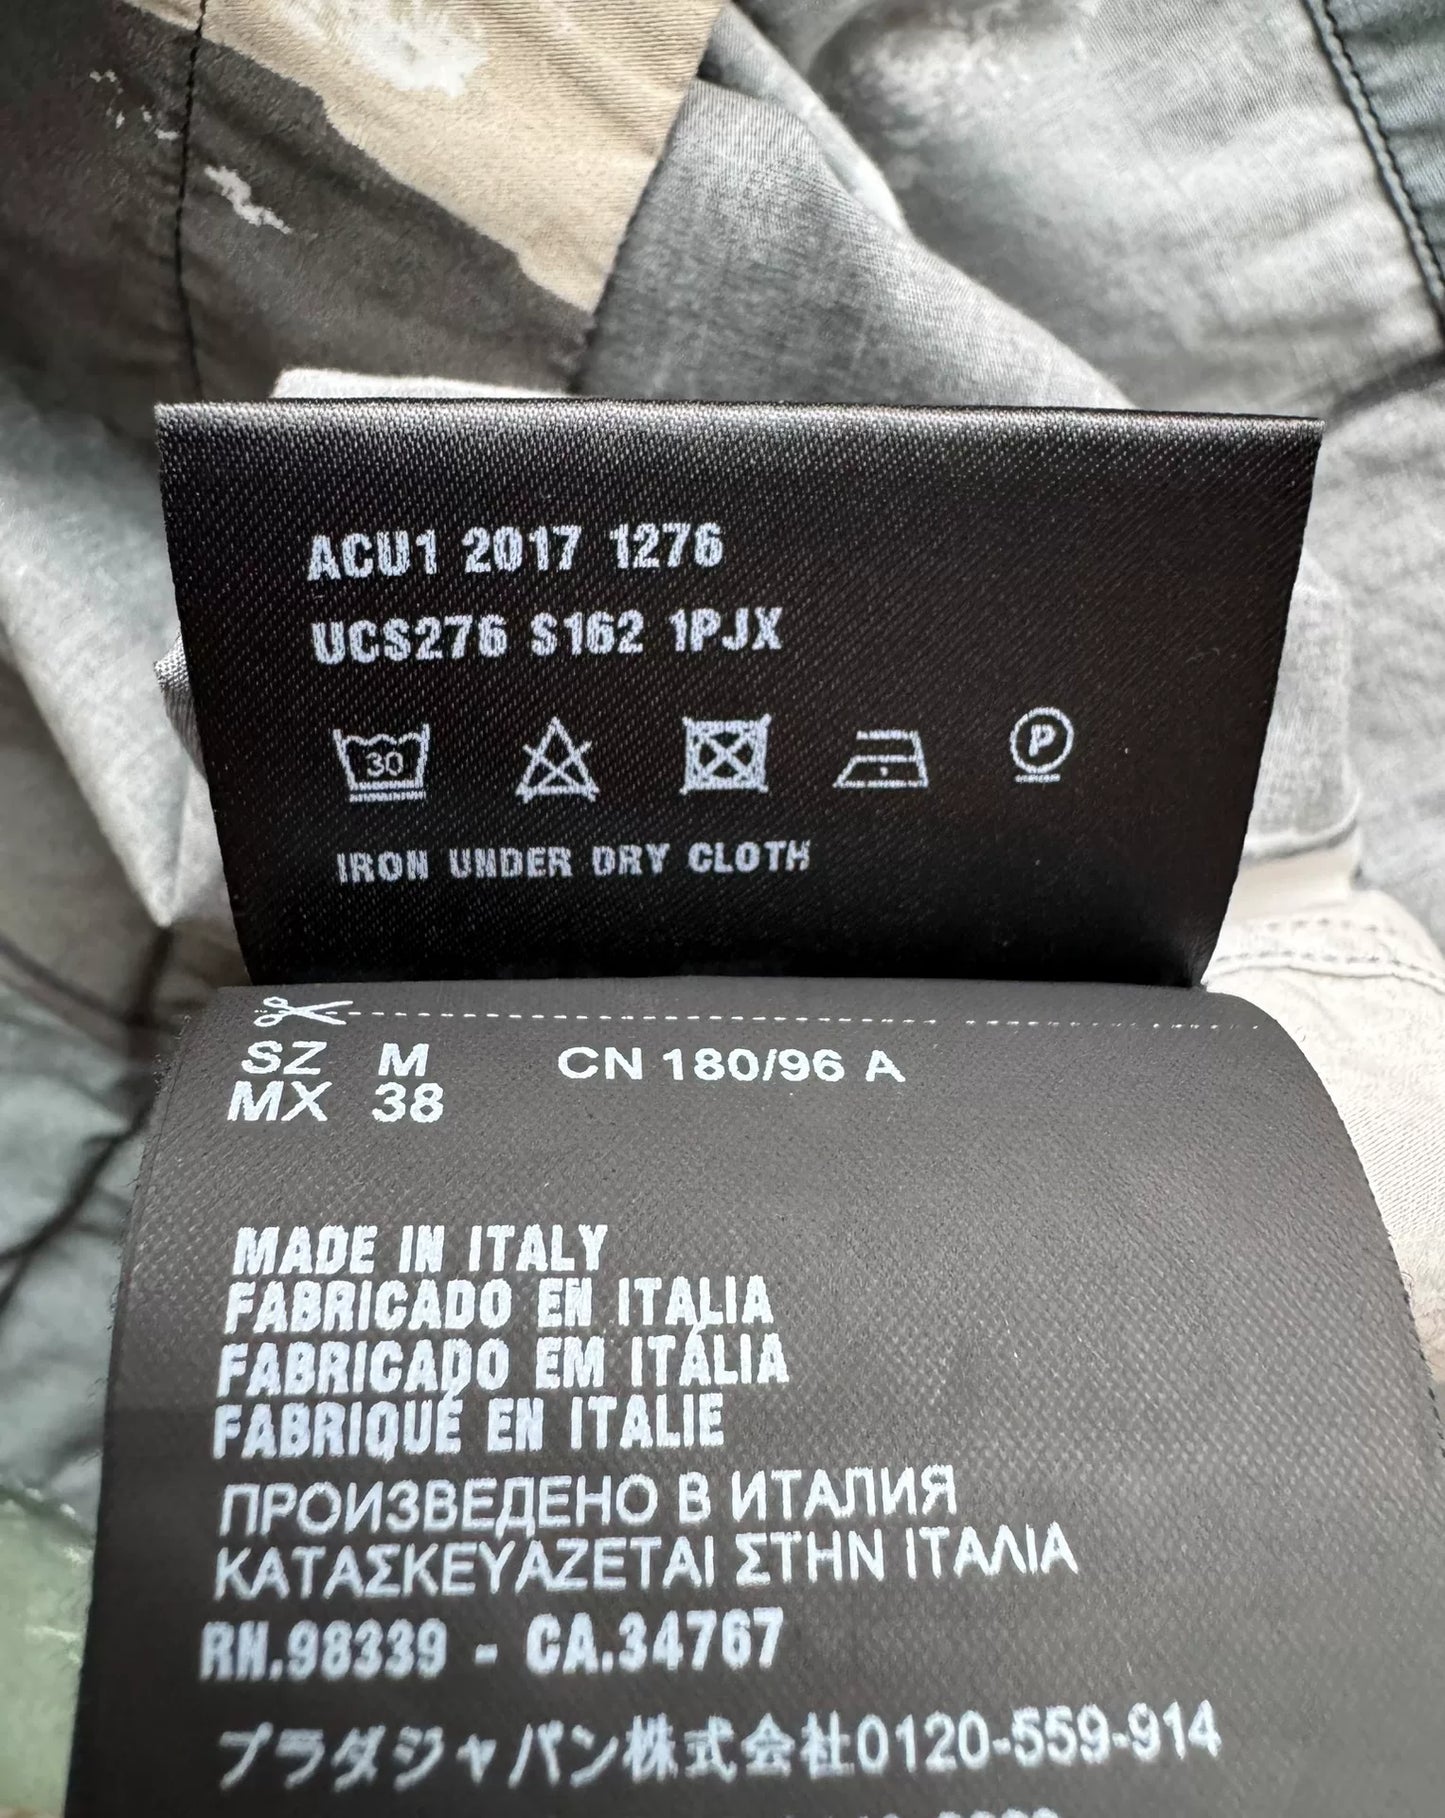 ACU1 2017 1276
UCS276 S162 1PJX
30
P
IRON UNDER DRY CLOTH
SZ M CN 180/96 A
MX 38
MADE IN ITALY
FABRICADO EN ITALIA
FABRICADO EM ITÁLIA
FABRIQUÉ EN ITALIE
ПРОИЗВЕДЕНО В ИТАЛИЯ
ΚΑΤΑΣΚΕΥΑΖΕΤΑΙ ΣΤΗΝ ΙΤΑΛΙΑ
RN.98339 - CA.34767
プラダジャパン株式会社0120-559-914